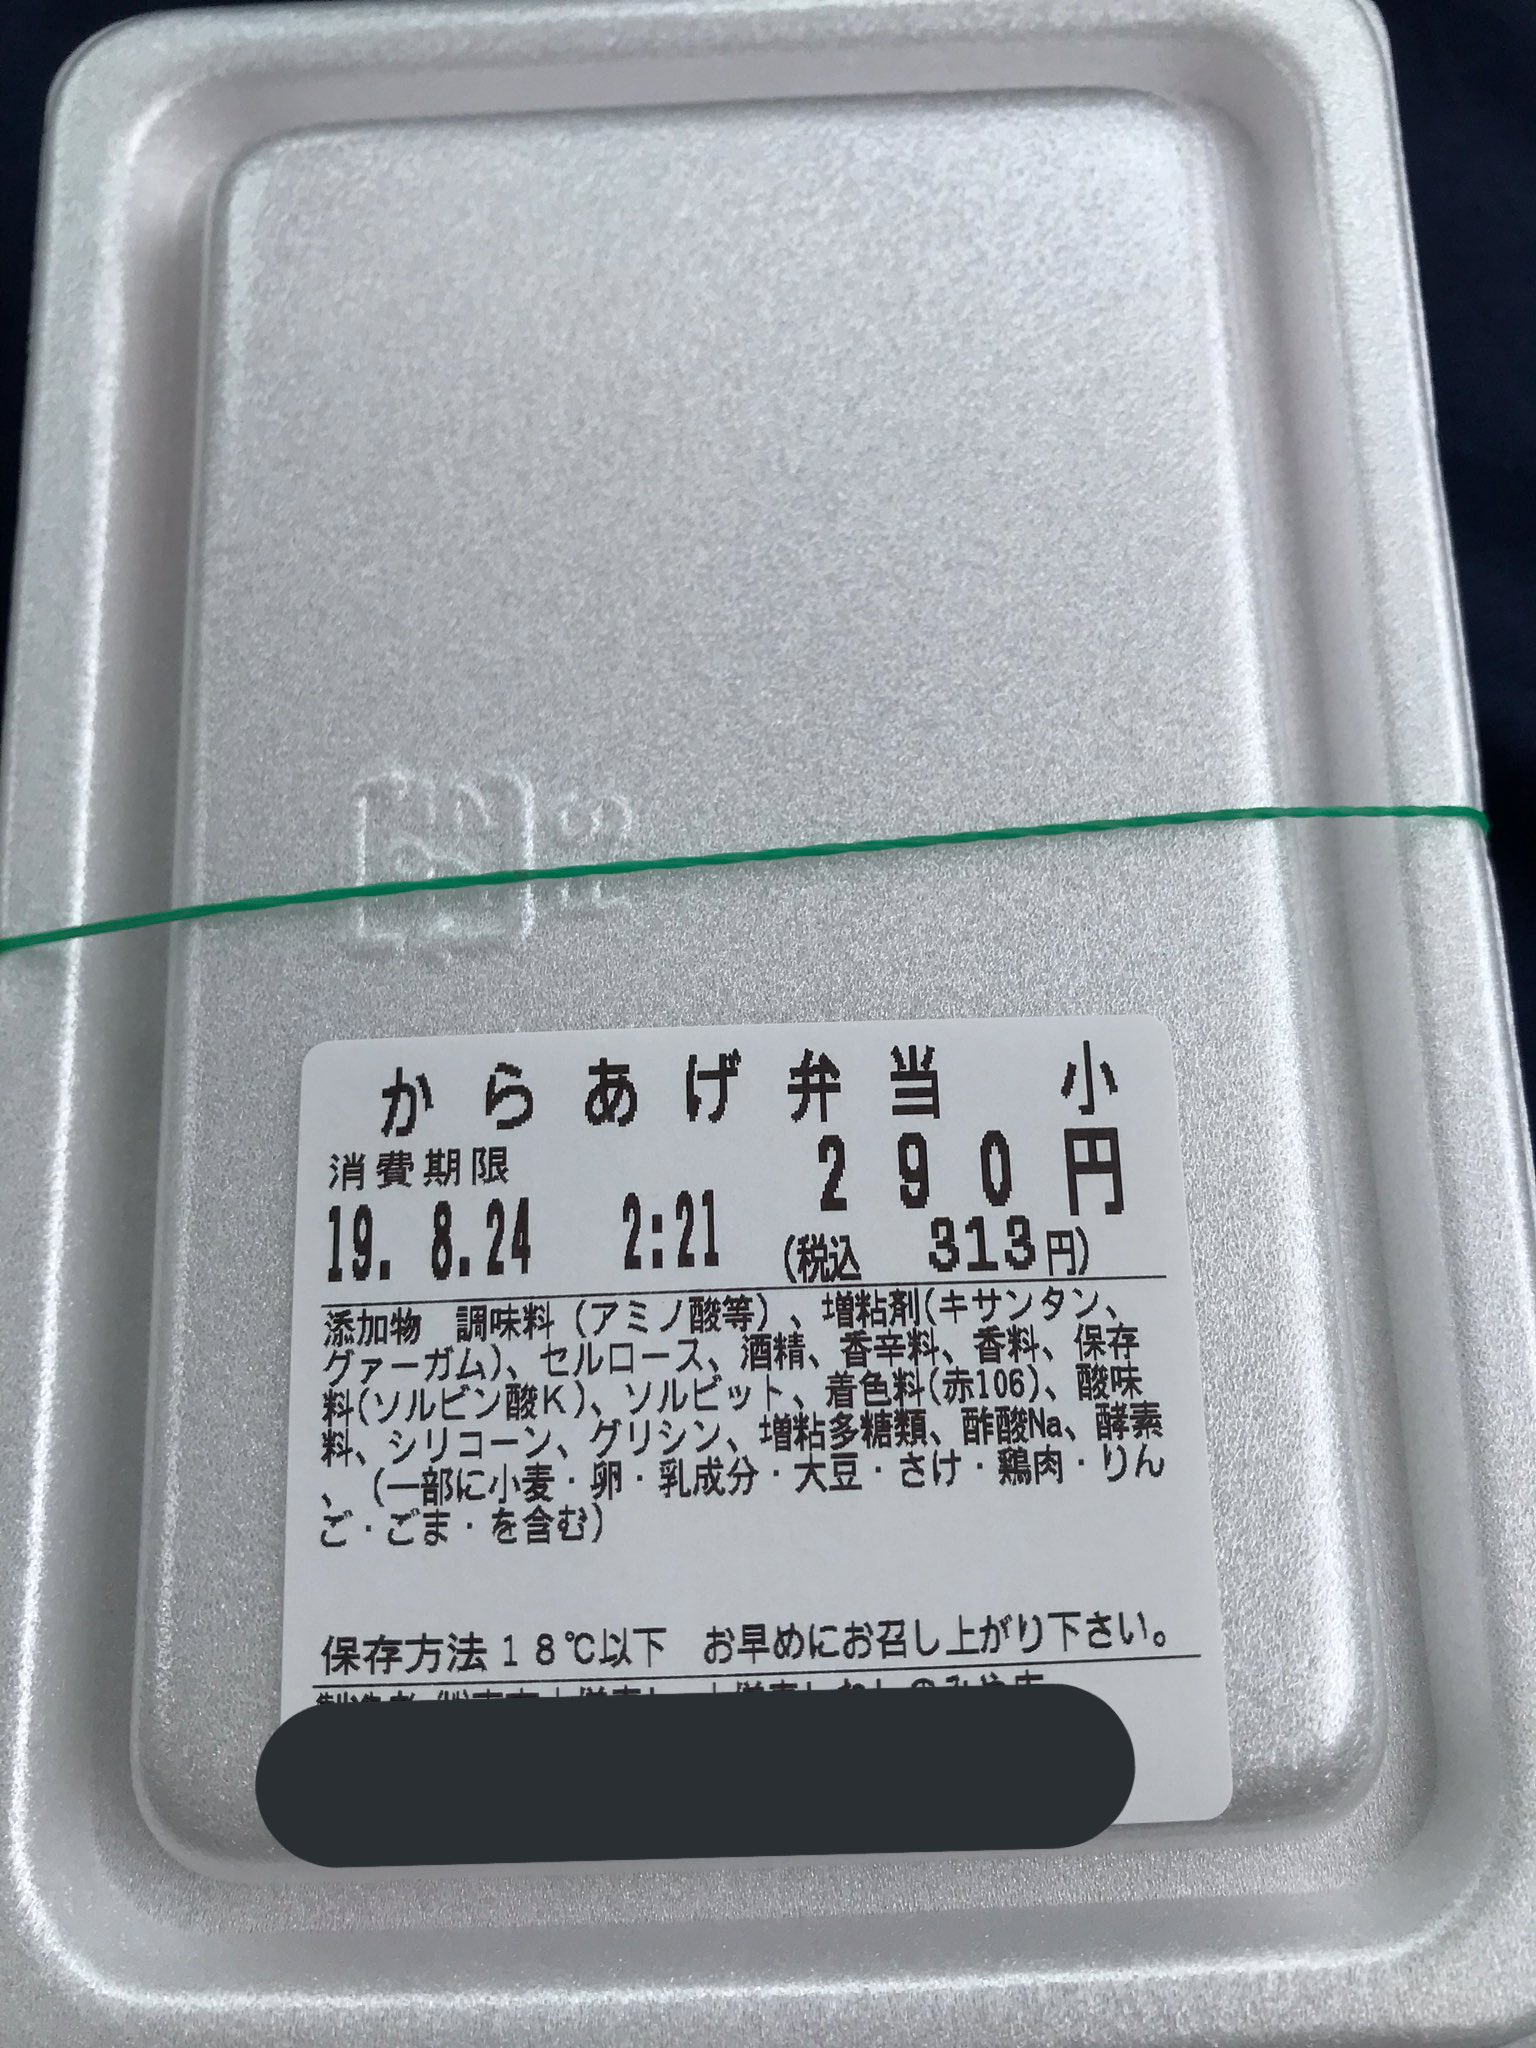 からあげ弁当 小
消費期限 290円
19. 8.24 2:21 (税込 313円)
添加物 調味料(アミノ酸等)、増粘剤(キサンタン、
グァーガム)、セルロース、酒精、香辛料、香料、保存
料(ソルビン酸K)、ソルビット、着色料(赤106)、酸味
料、シリコーン、グリシン、増粘多糖類、酢酸Na、酵素
、(一部に小麦・卵・乳成分・大豆・さけ・鶏肉・りん
ご・ごま・を含む)
保存方法18℃以下 お早めにお召し上がり下さい。